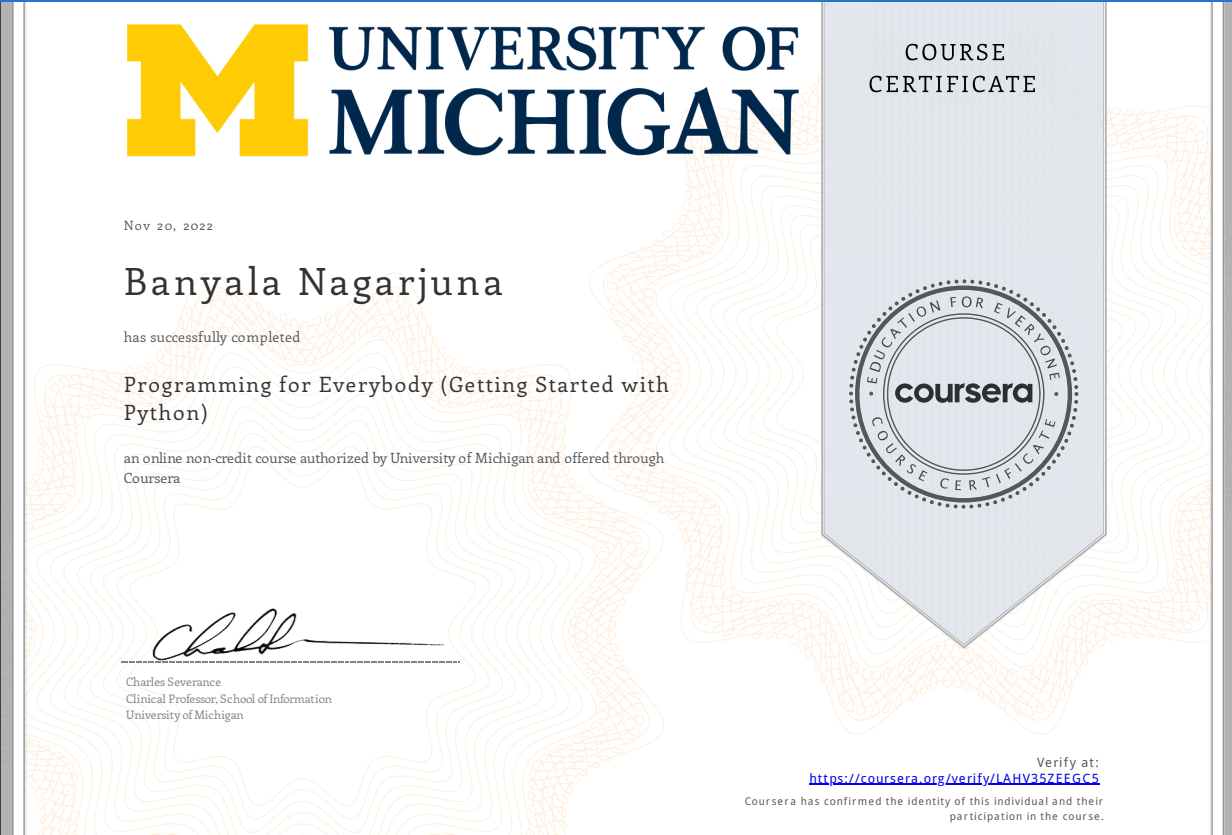 UNIVERSITY OF
MICHIGAN
COURSE
CERTIFICATE
Nov 20, 2022
Banyala Nagarjuna
has successfully completed
Programming for Everybody (Getting Started with
Python)
an online non-credit course authorized by University of Michigan and offered through
Coursera
EDUCATION FOR EVERYONE
coursera
COURSE CERTIFICATE
Charles Severance
Clinical Professor, School of Information
University of Michigan
Verify at:
https://coursera.org/verify/LAHV35ZEEGC5
Coursera has confirmed the identity of this individual and their
participation in the course.